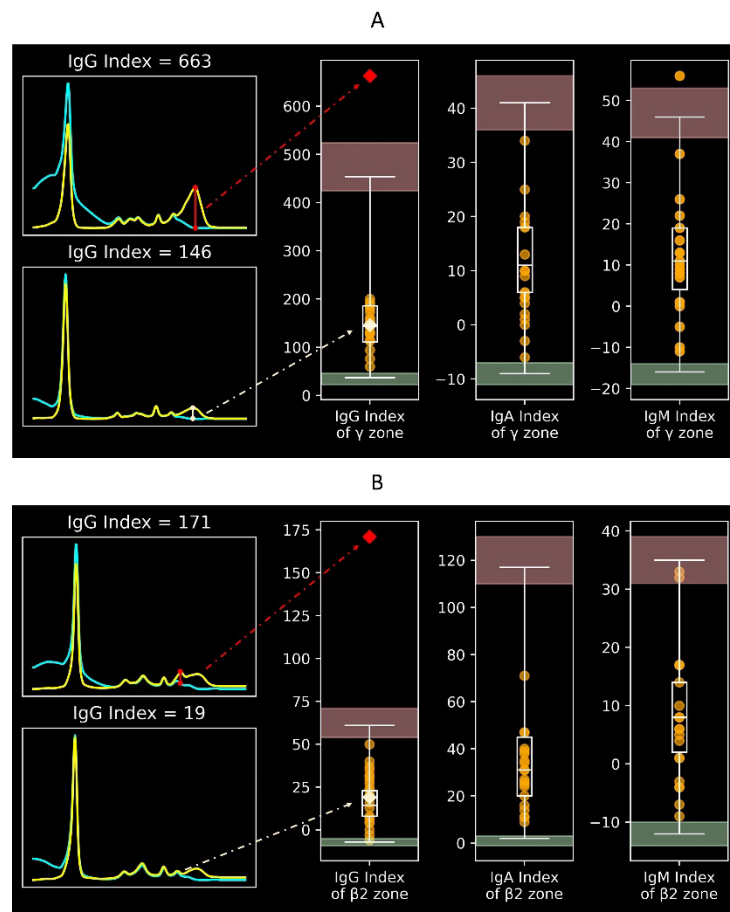 A
IgG Index = 663
IgG Index = 146
600
500
400
300
200
100
0
IgG Index
of γ zone
40
30
20
10
0
−10
IgA Index
of γ zone
50
40
30
20
10
0
−10
−20
IgM Index
of γ zone
B
IgG Index = 171
IgG Index = 19
175
150
125
100
75
50
25
0
IgG Index
of β2 zone
120
100
80
60
40
20
0
IgA Index
of β2 zone
40
30
20
10
0
−10
IgM Index
of β2 zone